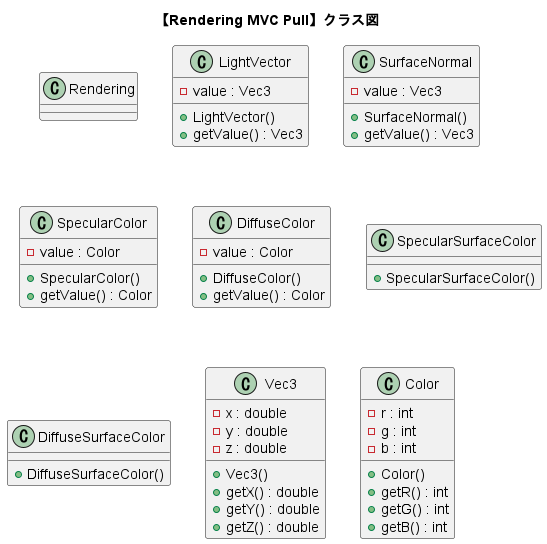 【Rendering MVC Pull】クラス図
C Rendering
C LightVector
value : Vec3
LightVector()
getValue() : Vec3
C SurfaceNormal
value : Vec3
SurfaceNormal()
getValue() : Vec3
C SpecularColor
value : Color
SpecularColor()
getValue() : Color
C DiffuseColor
value : Color
DiffuseColor()
getValue() : Color
C SpecularSurfaceColor
SpecularSurfaceColor()
C DiffuseSurfaceColor
DiffuseSurfaceColor()
C Vec3
x : double
y : double
z : double
Vec3()
getX() : double
getY() : double
getZ() : double
C Color
r : int
g : int
b : int
Color()
getR() : int
getG() : int
getB() : int